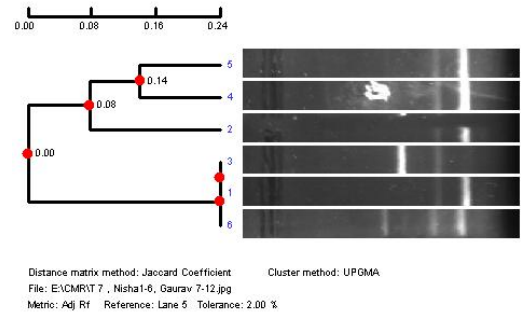 0.00 0.08 0.16 0.24
5
0.14
4
0.08
2
3
0.00
1
6
Distance matrix method: Jaccard Coefficient Cluster method: UPGMA
File: E:\CMR\T 7 , Nisha1-6, Gaurav 7-12.jpg
Metric: Adj Rf Reference: Lane 5 Tolerance: 2.00 %